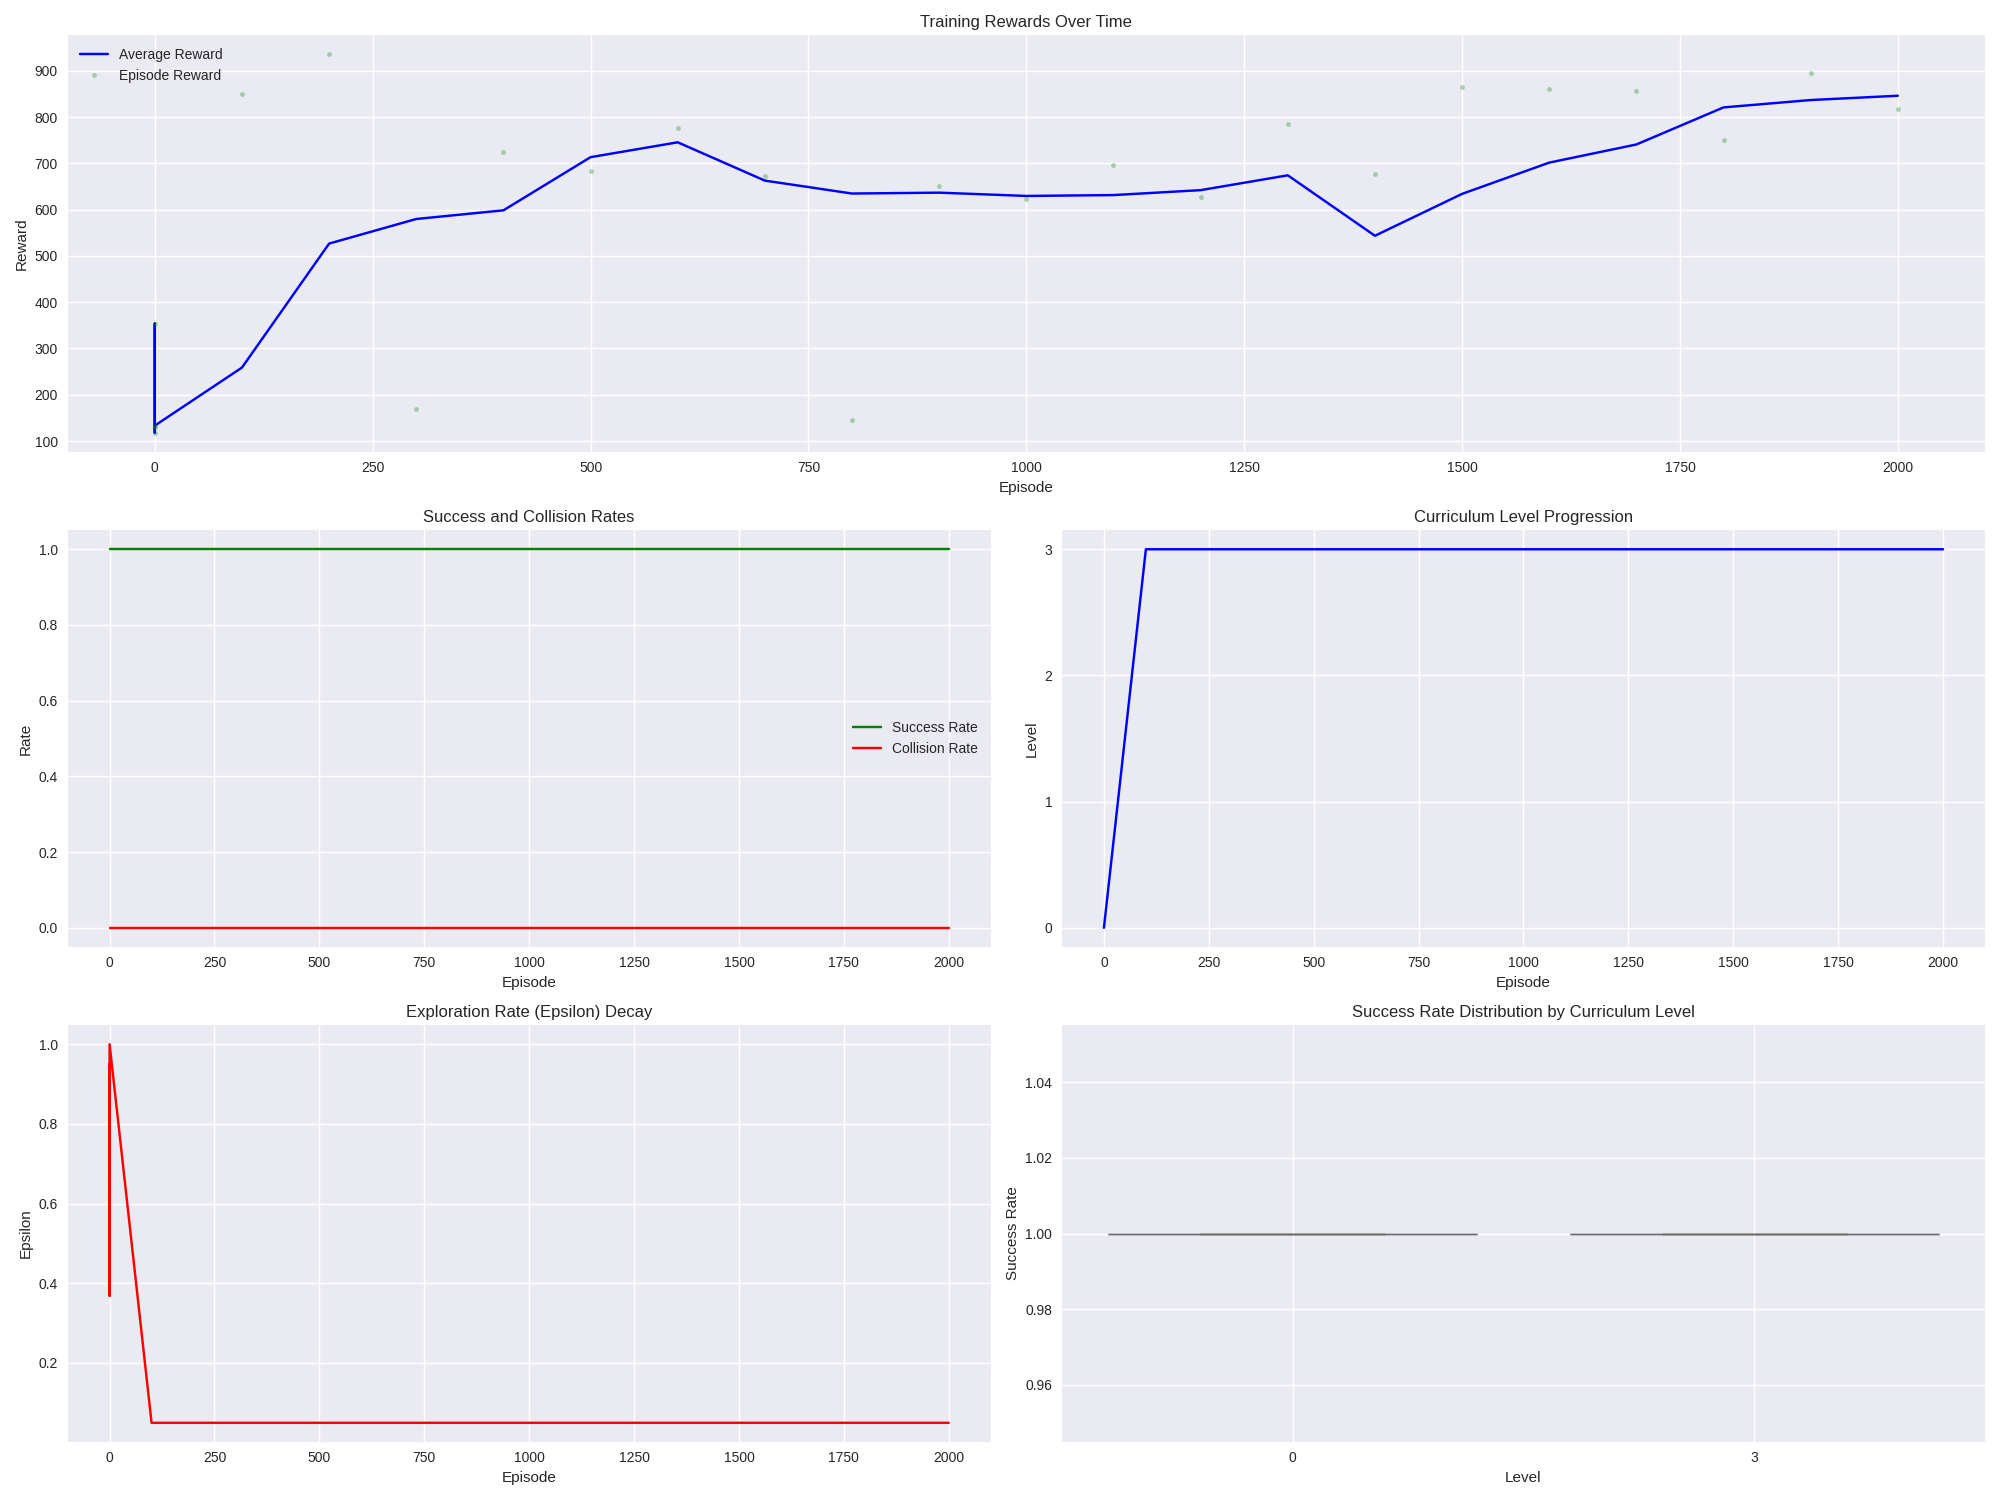 Training Rewards Over Time
Average Reward
Episode Reward
900
800
700
600
500
400
300
200
100
Reward
0 250 500 750 1000 1250 1500 1750 2000
Episode
Success and Collision Rates
1.0
0.8
0.6
0.4
0.2
0.0
Rate
Success Rate
Collision Rate
0 250 500 750 1000 1250 1500 1750 2000
Episode
Curriculum Level Progression
3
2
1
0
Level
0 250 500 750 1000 1250 1500 1750 2000
Episode
Exploration Rate (Epsilon) Decay
1.0
0.8
0.6
0.4
0.2
Epsilon
0 250 500 750 1000 1250 1500 1750 2000
Episode
Success Rate Distribution by Curriculum Level
1.04
1.02
1.00
0.98
0.96
Success Rate
0 3
Level